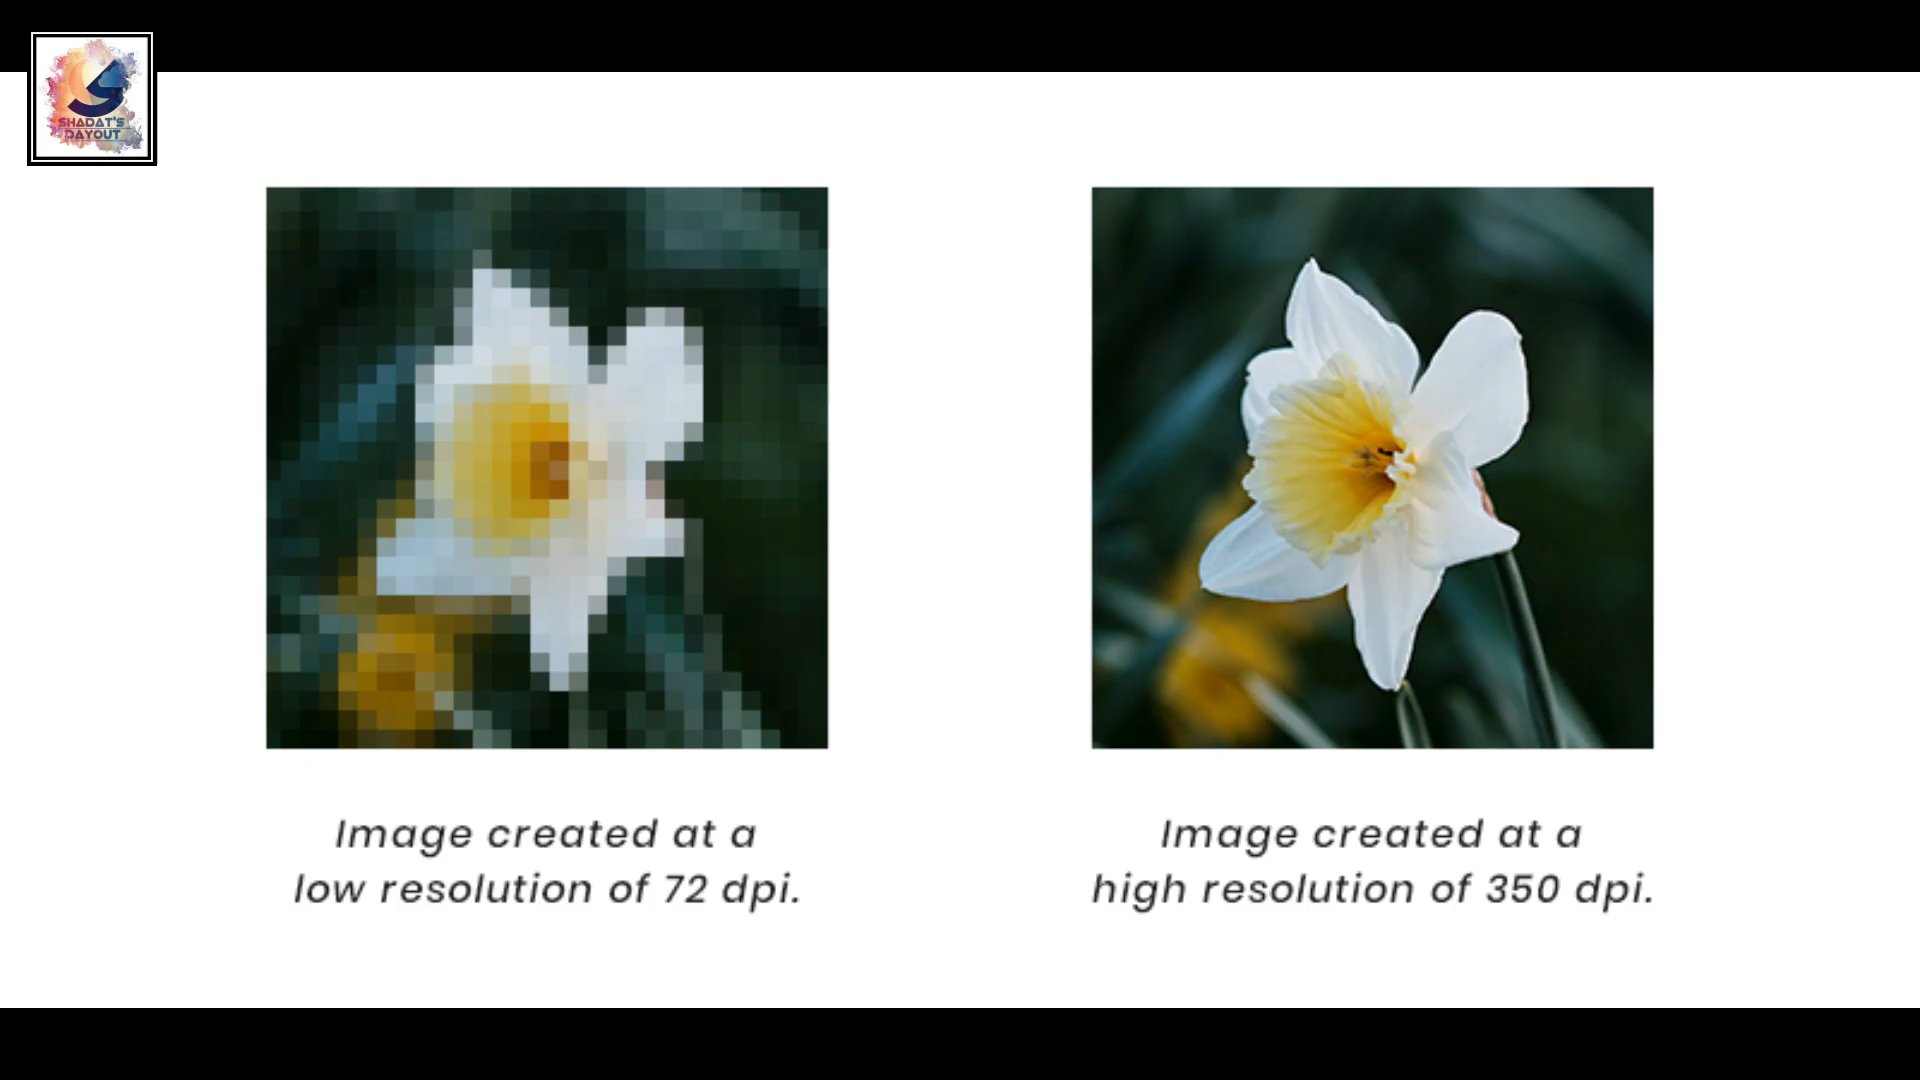 SHADAT'S
DAYOUT
Image created at a
low resolution of 72 dpi.
Image created at a
high resolution of 350 dpi.